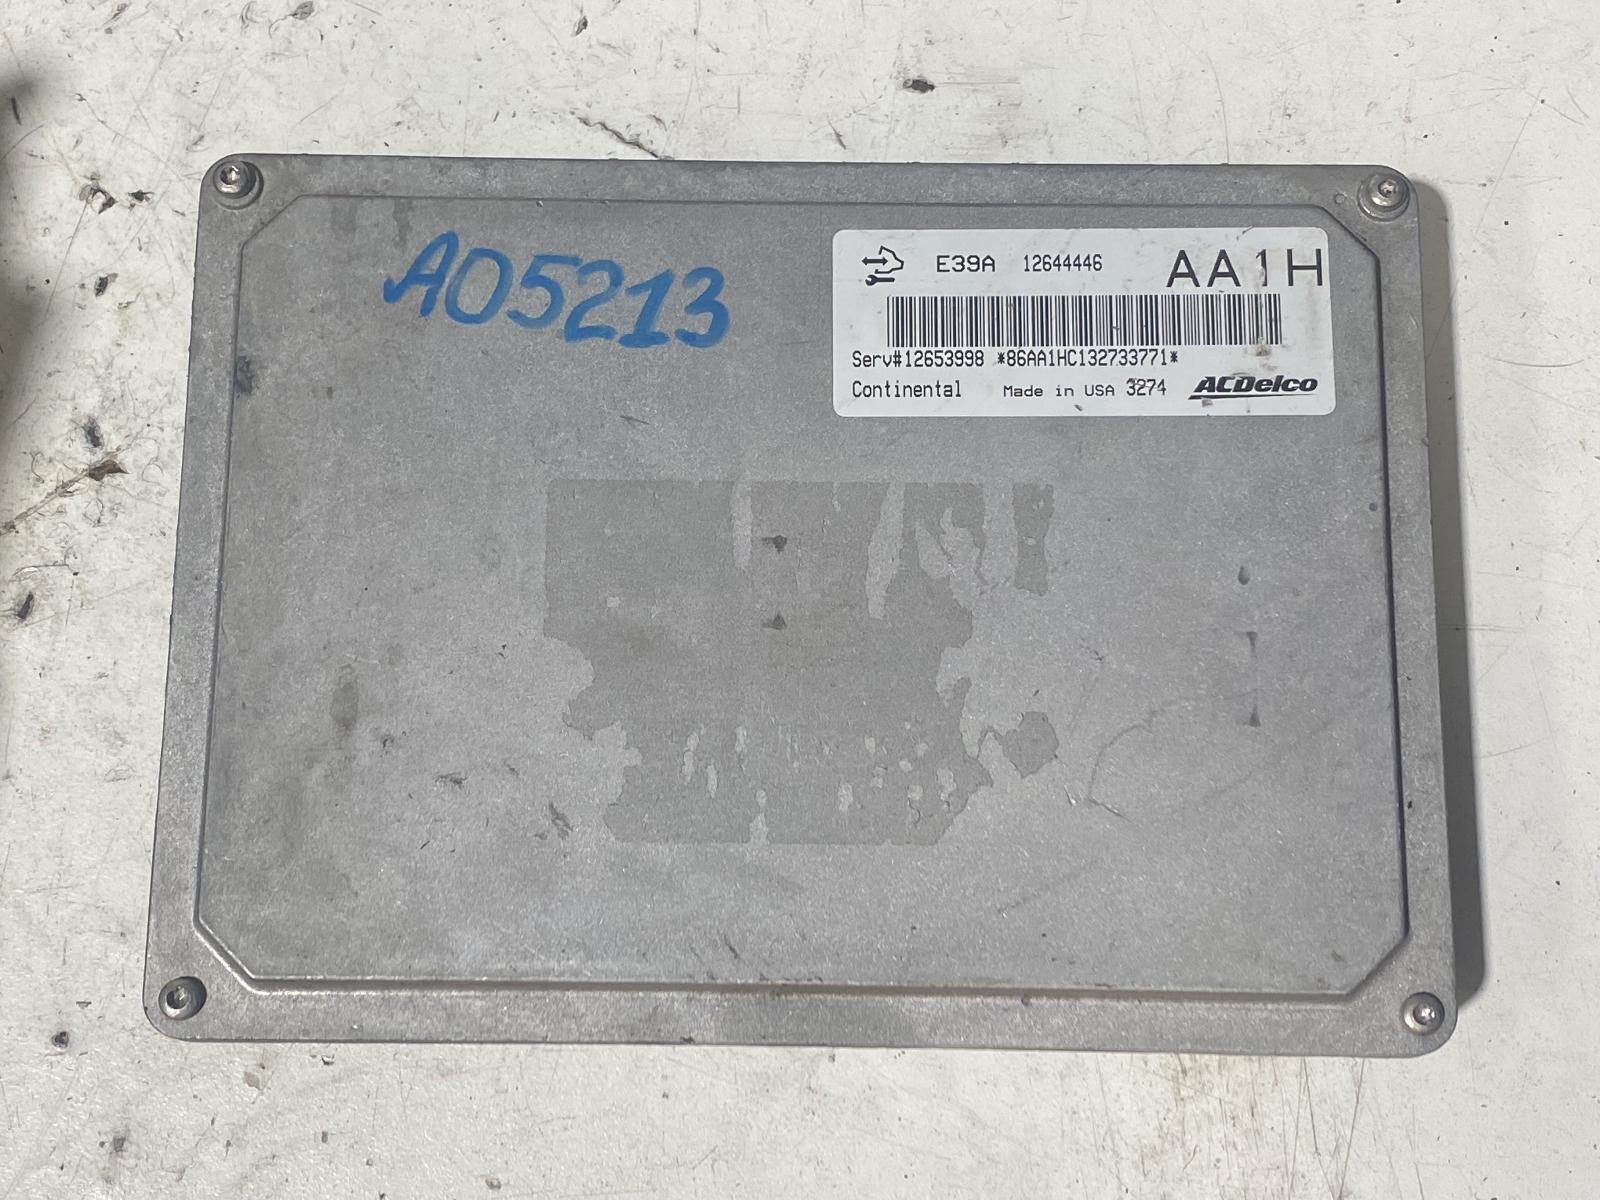 A05213
E39A 12644446 AA1H
Serv#12653998 *86AA1HC132733771*
Continental Made in USA 3274 ACDelco